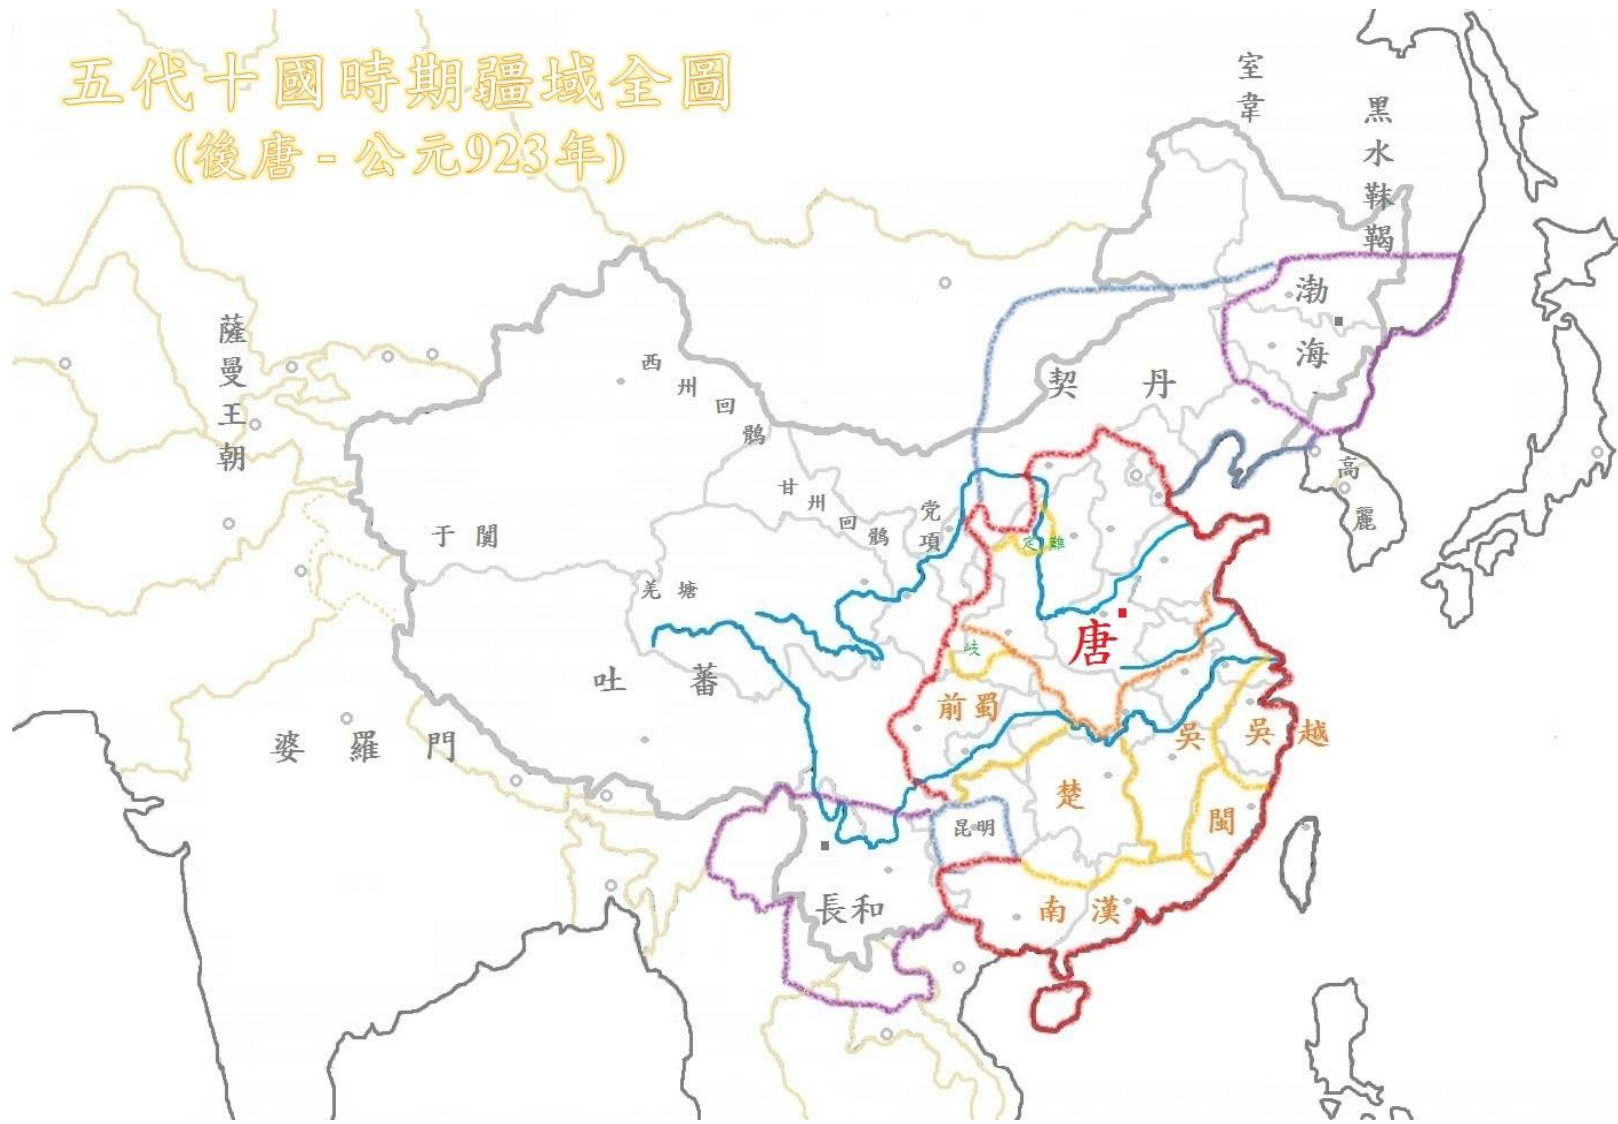 五代十國時期疆域全圖
(後唐 - 公元923年)
室韋
黑水靺鞨
渤海
薩曼王朝
西州回鶻
契丹
高麗
甘州回鶻
党項
于闐
定難
羌塘
唐
岐
吐蕃
前蜀
婆羅門
吳
吳越
楚
閩
昆明
長和
南漢